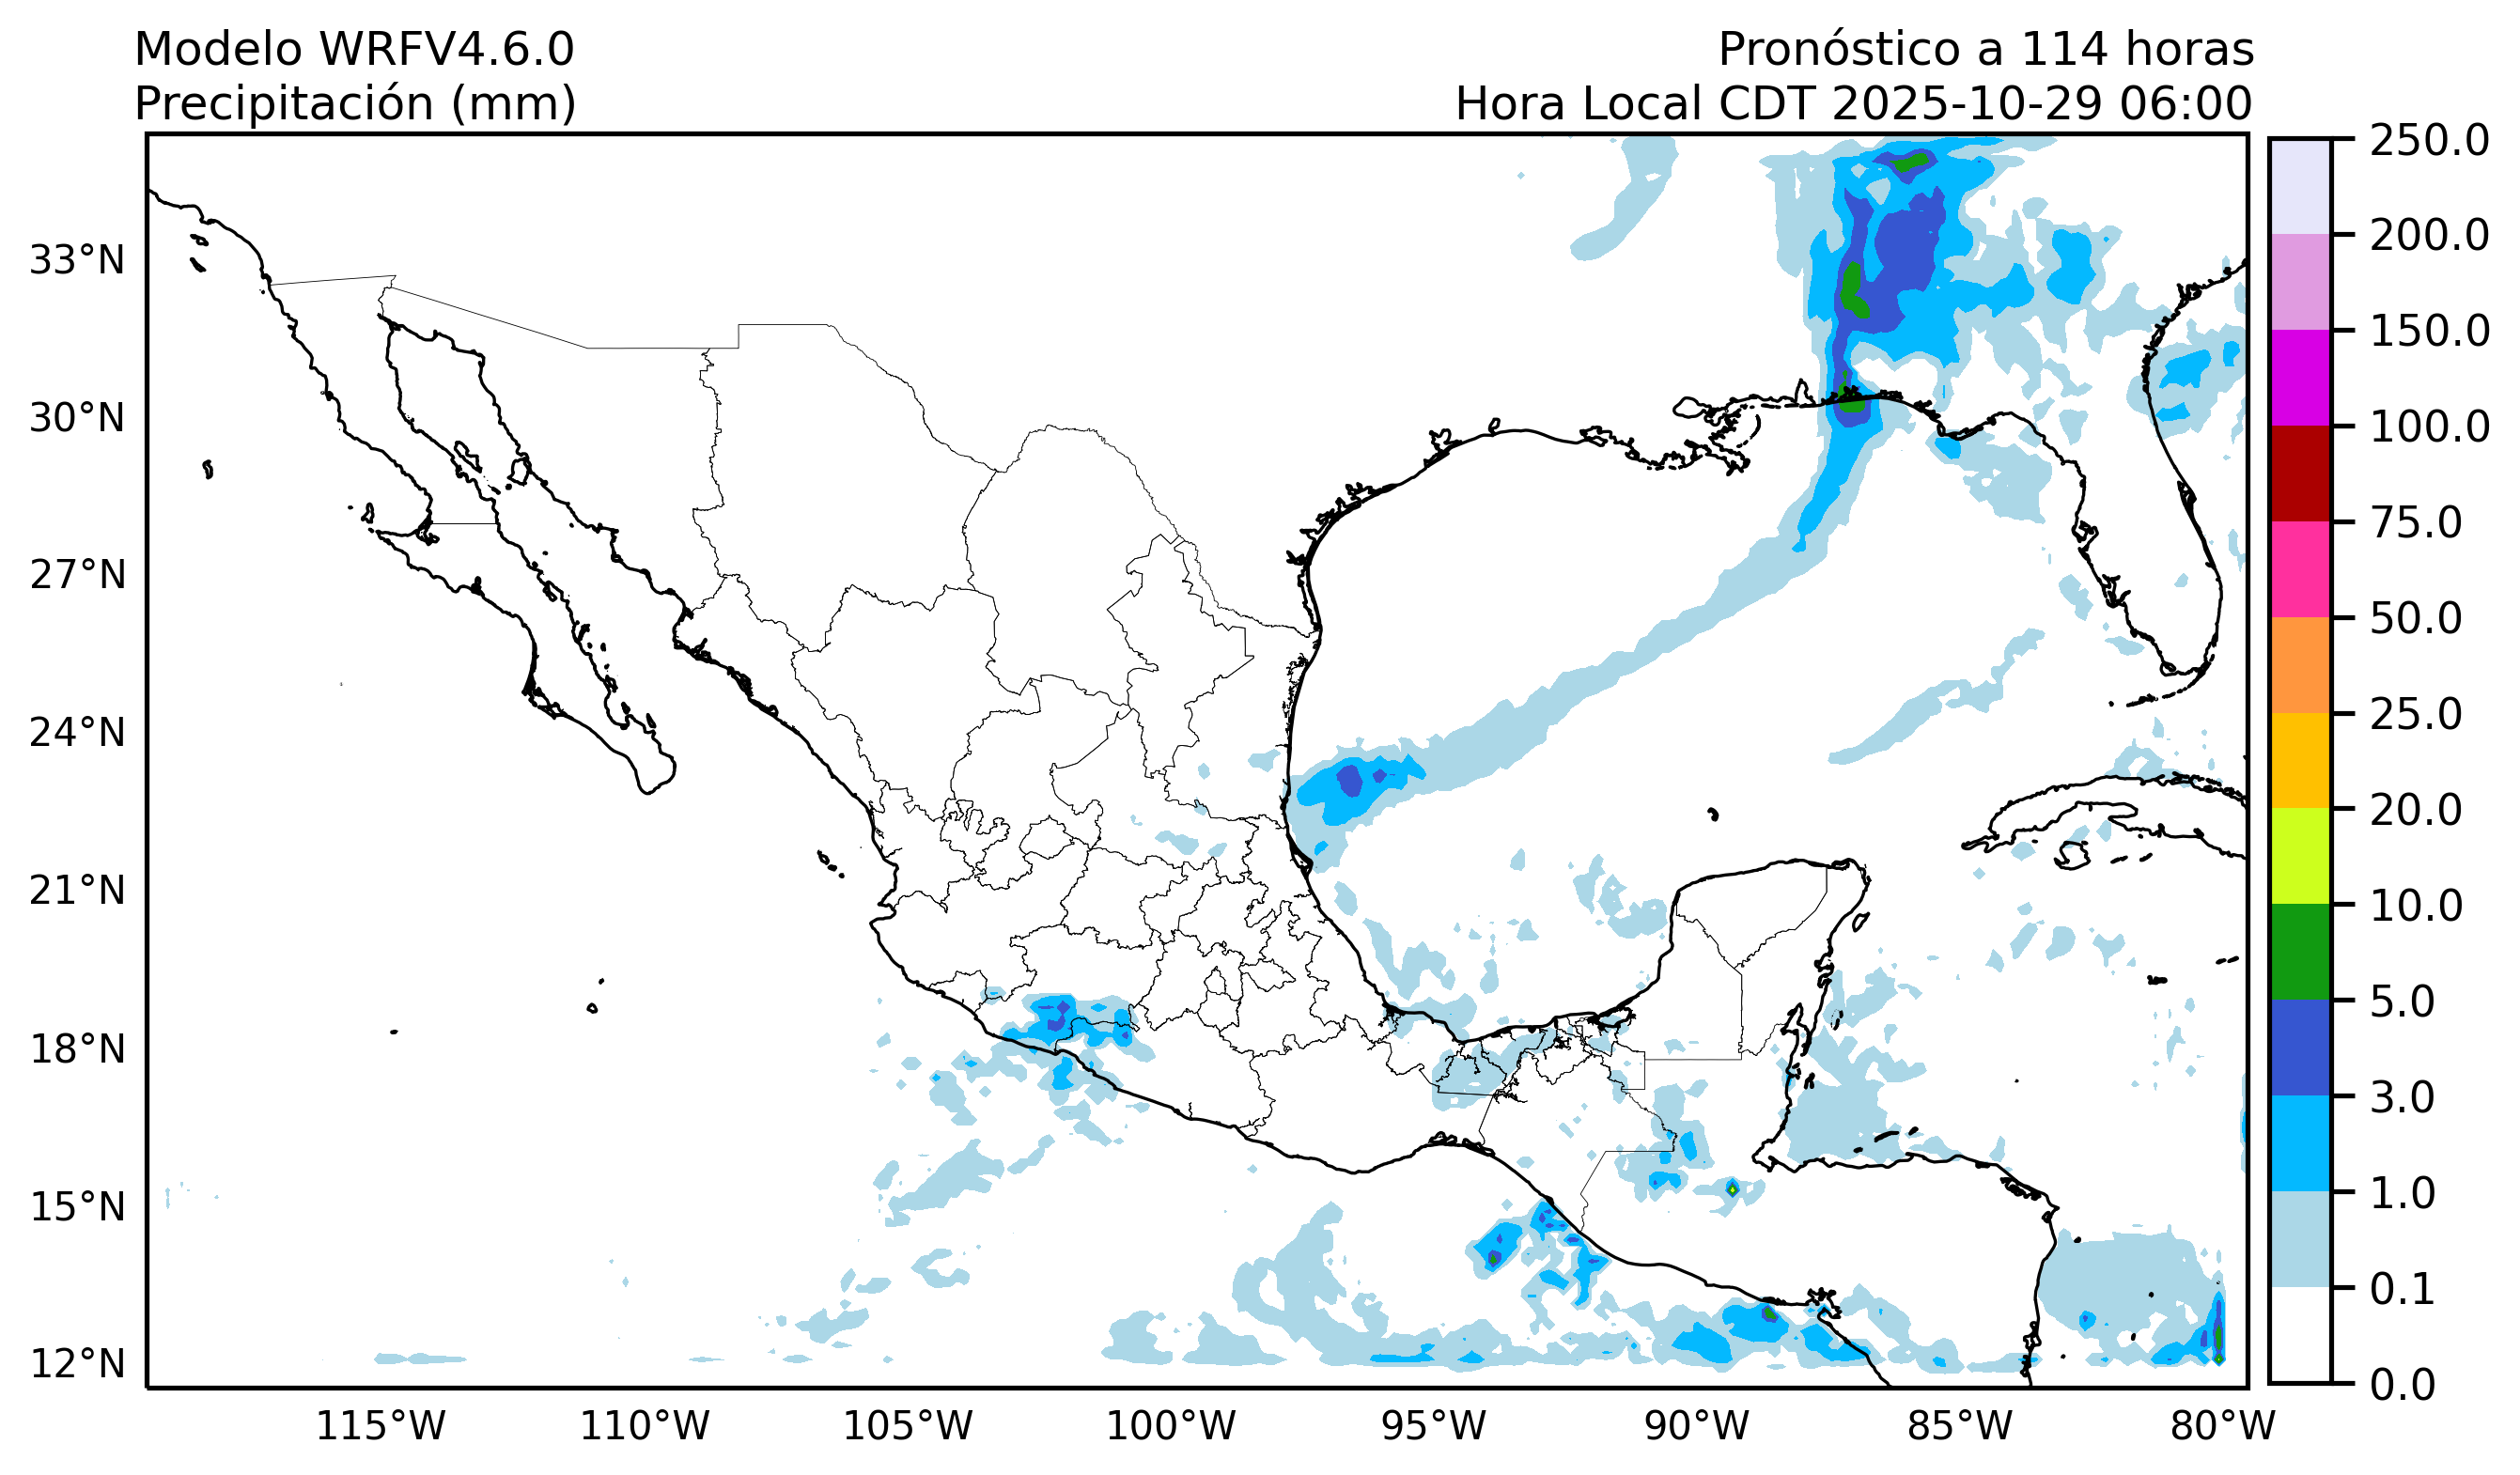 Modelo WRFV4.6.0
Precipitación (mm)
Pronóstico a 114 horas
Hora Local CDT 2025-10-29 06:00
33°N
30°N
27°N
24°N
21°N
18°N
15°N
12°N
115°W
110°W
105°W
100°W
95°W
90°W
85°W
80°W
250.0
200.0
150.0
100.0
75.0
50.0
25.0
20.0
10.0
5.0
3.0
1.0
0.1
0.0